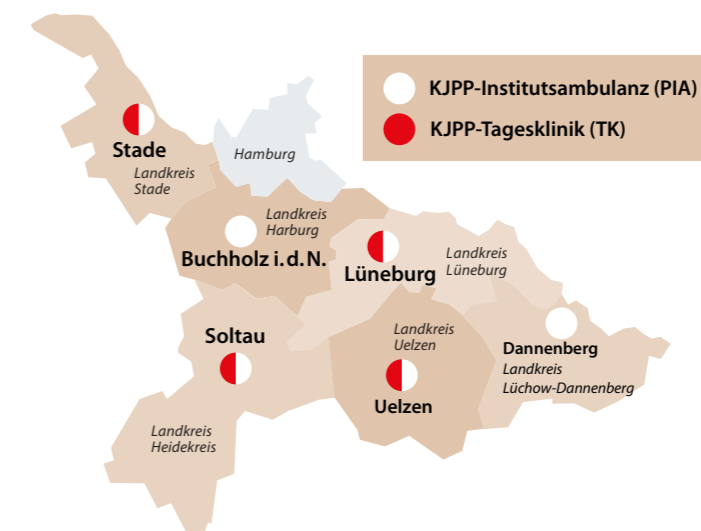 KJPP-Institutsambulanz (PIA)
KJPP-Tagesklinik (TK)
Stade
Landkreis
Stade
Hamburg
Landkreis
Harburg
Buchholz i.d.N.
Lüneburg
Landkreis
Lüneburg
Soltau
Landkreis
Uelzen
Uelzen
Dannenberg
Landkreis
Lüchow-Dannenberg
Landkreis
Heidekreis